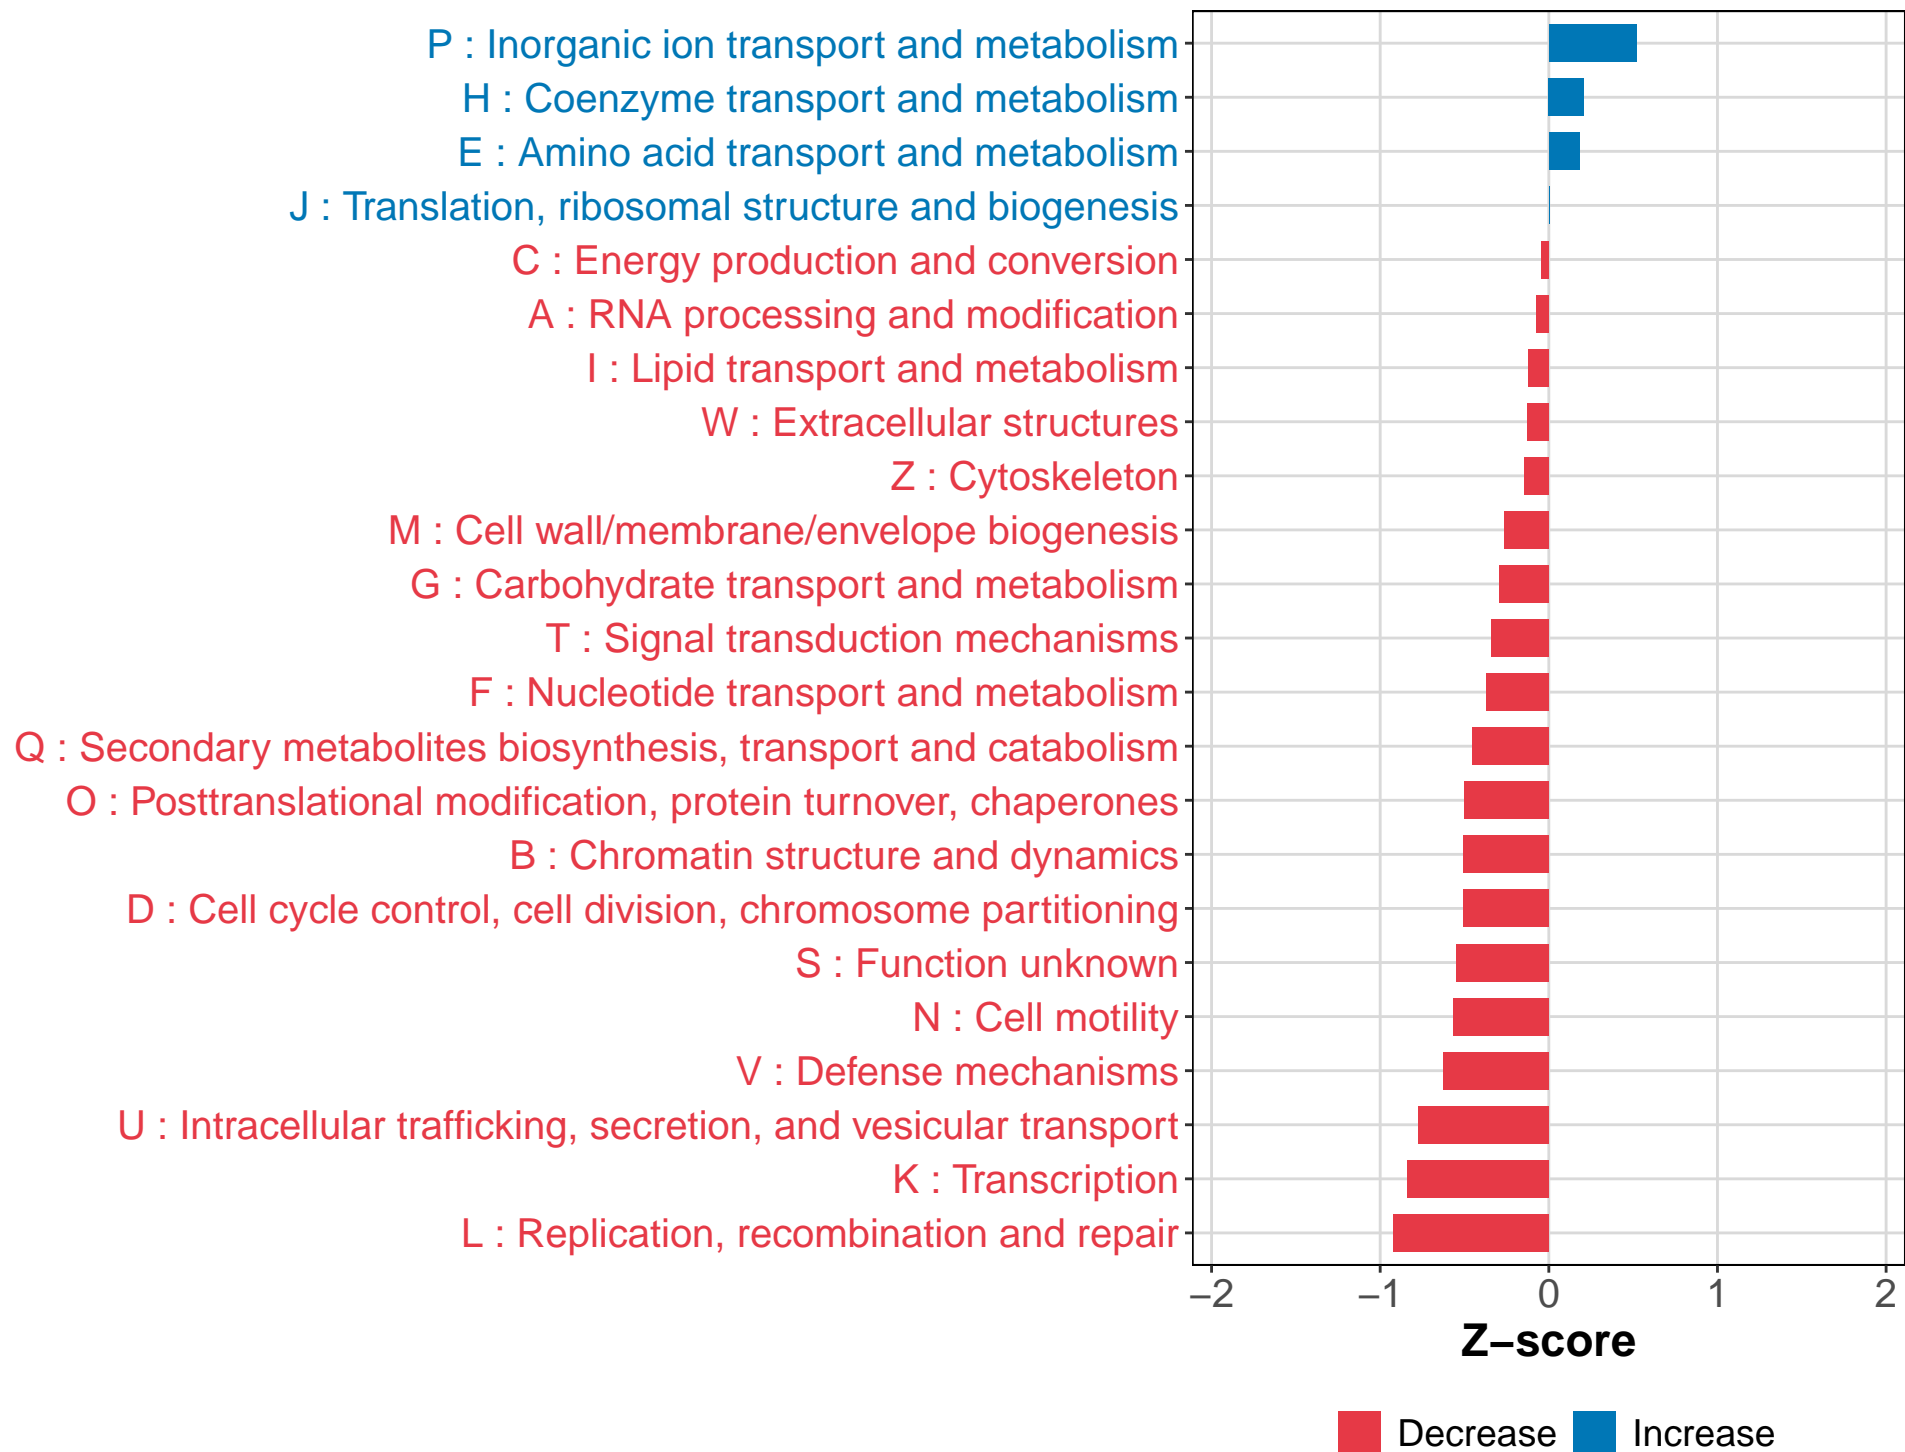 P : Inorganic ion transport and metabolism
H : Coenzyme transport and metabolism
E : Amino acid transport and metabolism
J : Translation, ribosomal structure and biogenesis
C : Energy production and conversion
A : RNA processing and modification
I : Lipid transport and metabolism
W : Extracellular structures
Z : Cytoskeleton
M : Cell wall/membrane/envelope biogenesis
G : Carbohydrate transport and metabolism
T : Signal transduction mechanisms
F : Nucleotide transport and metabolism
Q : Secondary metabolites biosynthesis, transport and catabolism
O : Posttranslational modification, protein turnover, chaperones
B : Chromatin structure and dynamics
D : Cell cycle control, cell division, chromosome partitioning
S : Function unknown
N : Cell motility
V : Defense mechanisms
U : Intracellular trafficking, secretion, and vesicular transport
K : Transcription
L : Replication, recombination and repair
−2 −1 0 1 2
Z−score
Decrease Increase